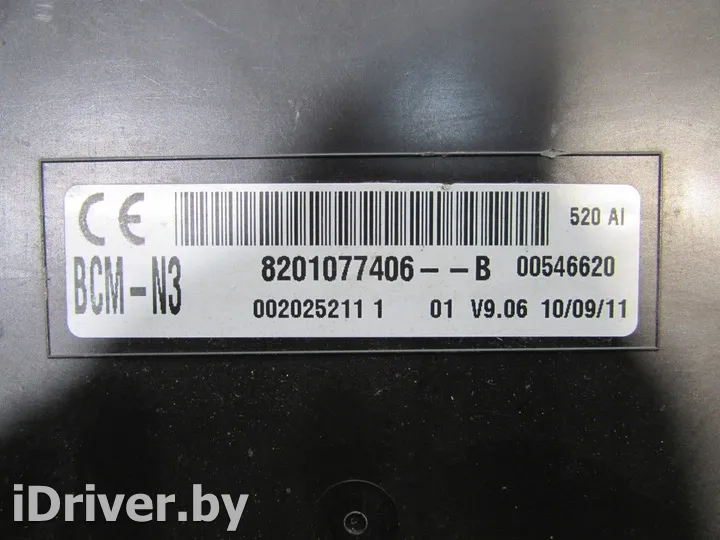 CE
520 AI
BCM-N3
8201077406--B 00546620
002025211 1 01 V9.06 10/09/11
iDriver.by